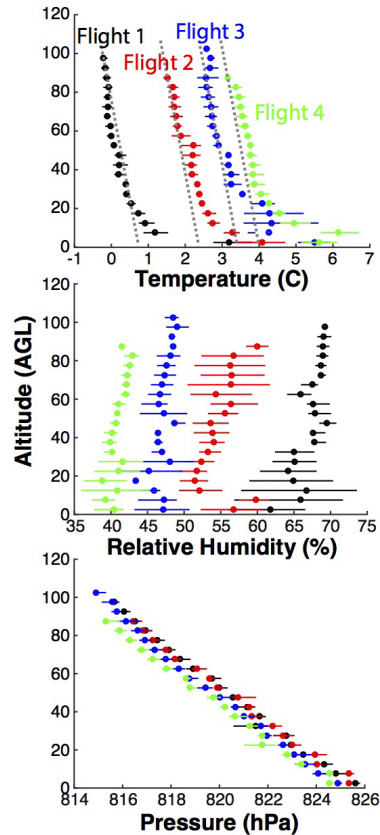 120
Flight 1
Flight 3
100
Flight 2
80
Flight 4
60
40
20
0
-1 0 1 2 3 4 5 6 7
Temperature (C)
120
100
80
60
40
20
0
35 40 45 50 55 60 65 70 75
Relative Humidity (%)
Altitude (AGL)
120
100
80
60
40
20
0
814 816 818 820 822 824 826
Pressure (hPa)